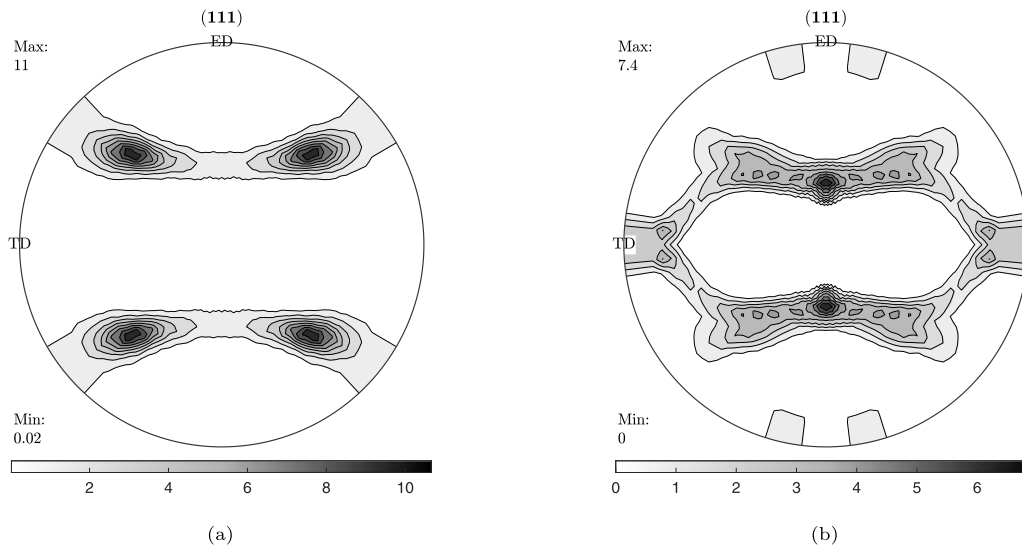 (111)
ED
Max:
11
TD
Min:
0.02
2 4 6 8 10
(a)
(111)
ED
Max:
7.4
TD
Min:
0
0 1 2 3 4 5 6
(b)